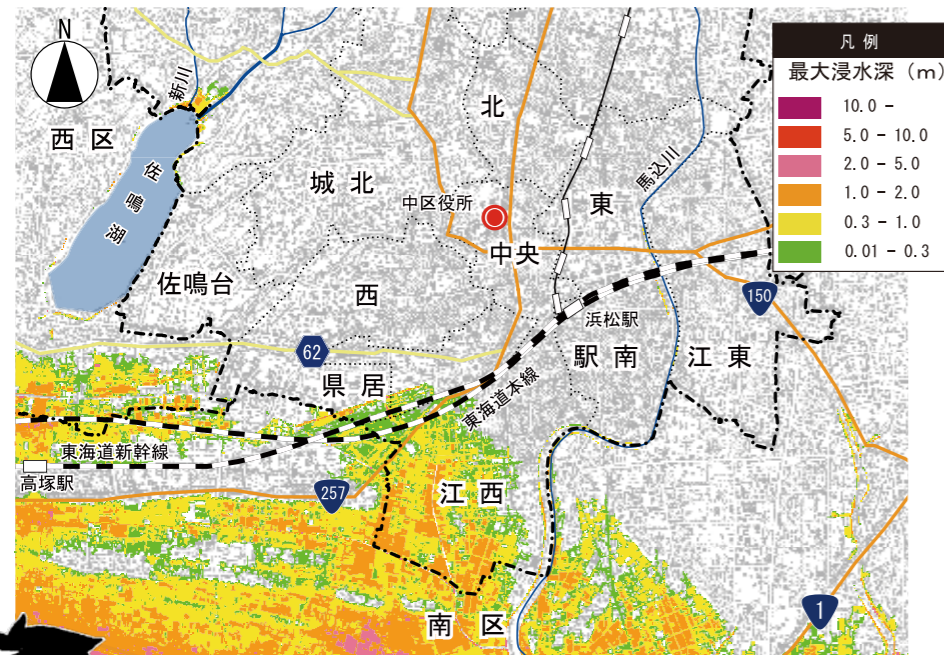 N
凡 例
最大浸水深 (m)
10.0 -
5.0 - 10.0
2.0 - 5.0
1.0 - 2.0
0.3 - 1.0
0.01 - 0.3
新川
西 区
佐鳴湖
北
城 北
中区役所
東
馬込川
中央
佐鳴台
西
150
浜松駅
62
駅 南
江 東
県 居
東海道本線
東海道新幹線
高塚駅
257
江 西
1
南 区